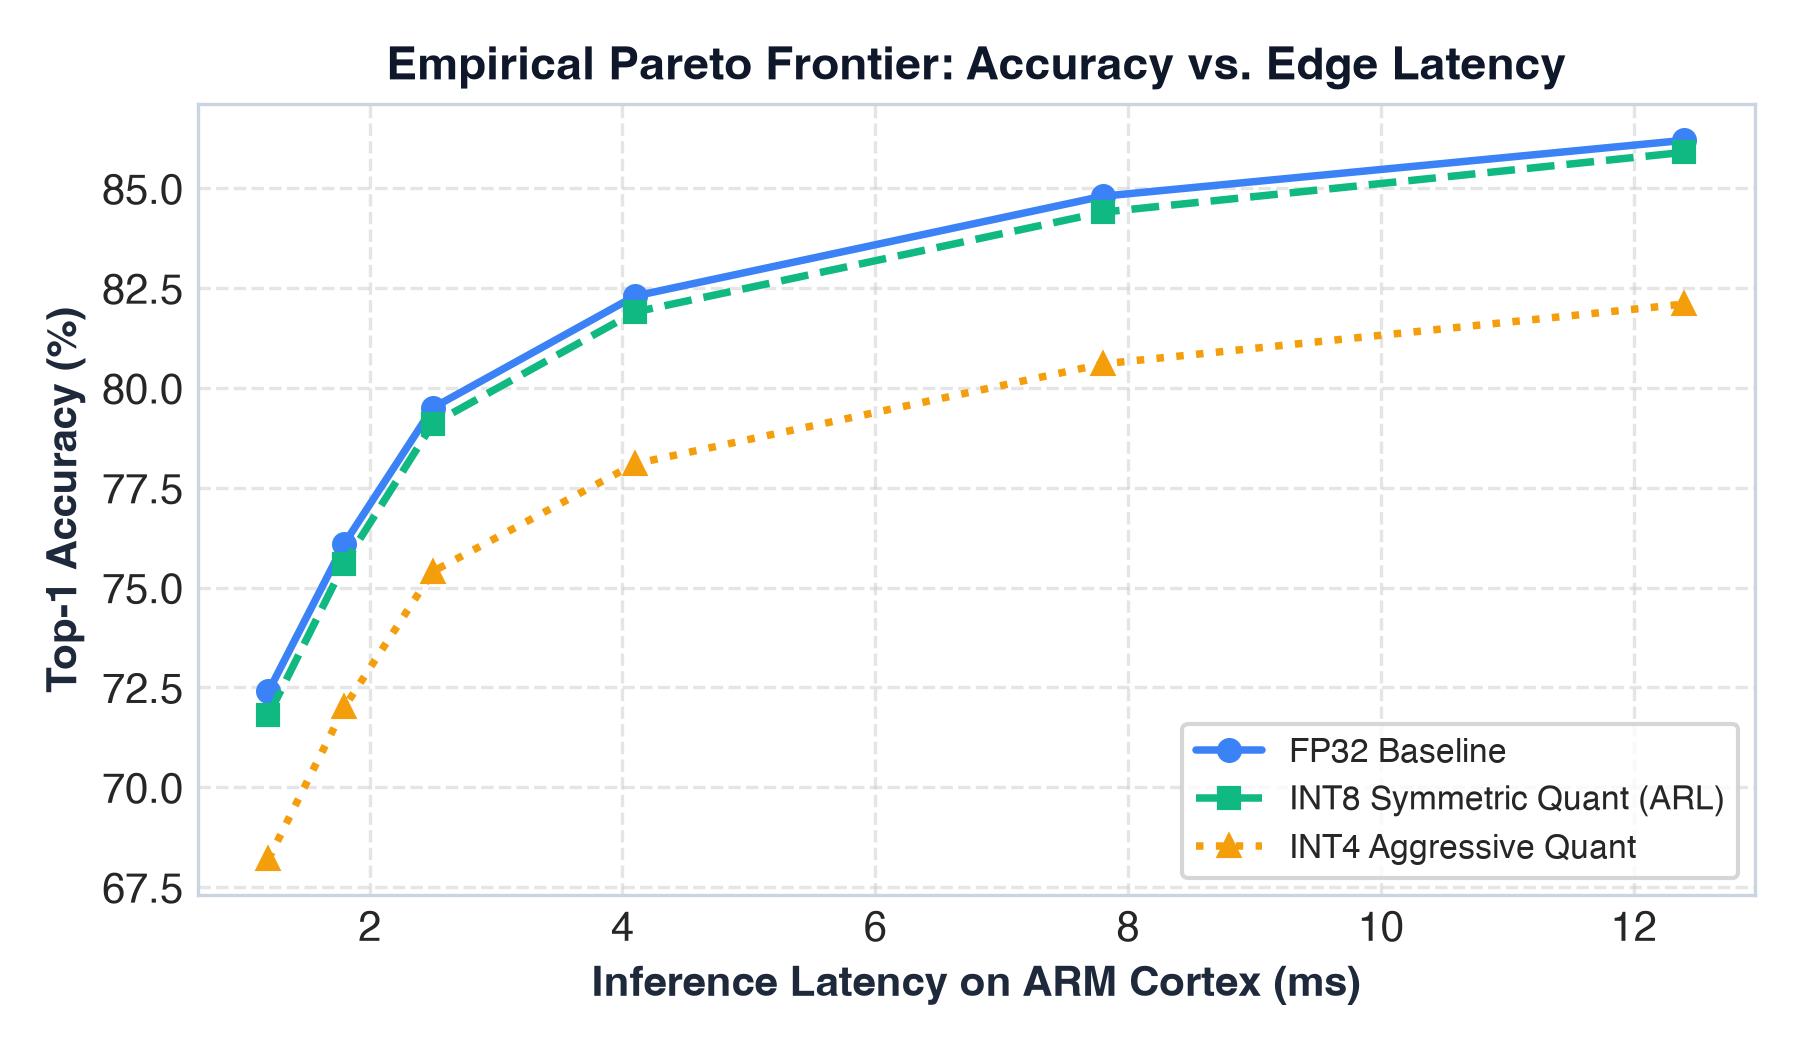 Empirical Pareto Frontier: Accuracy vs. Edge Latency
Top-1 Accuracy (%)
85.0
82.5
80.0
77.5
75.0
72.5
70.0
67.5
FP32 Baseline
INT8 Symmetric Quant (ARL)
INT4 Aggressive Quant
2 4 6 8 10 12
Inference Latency on ARM Cortex (ms)